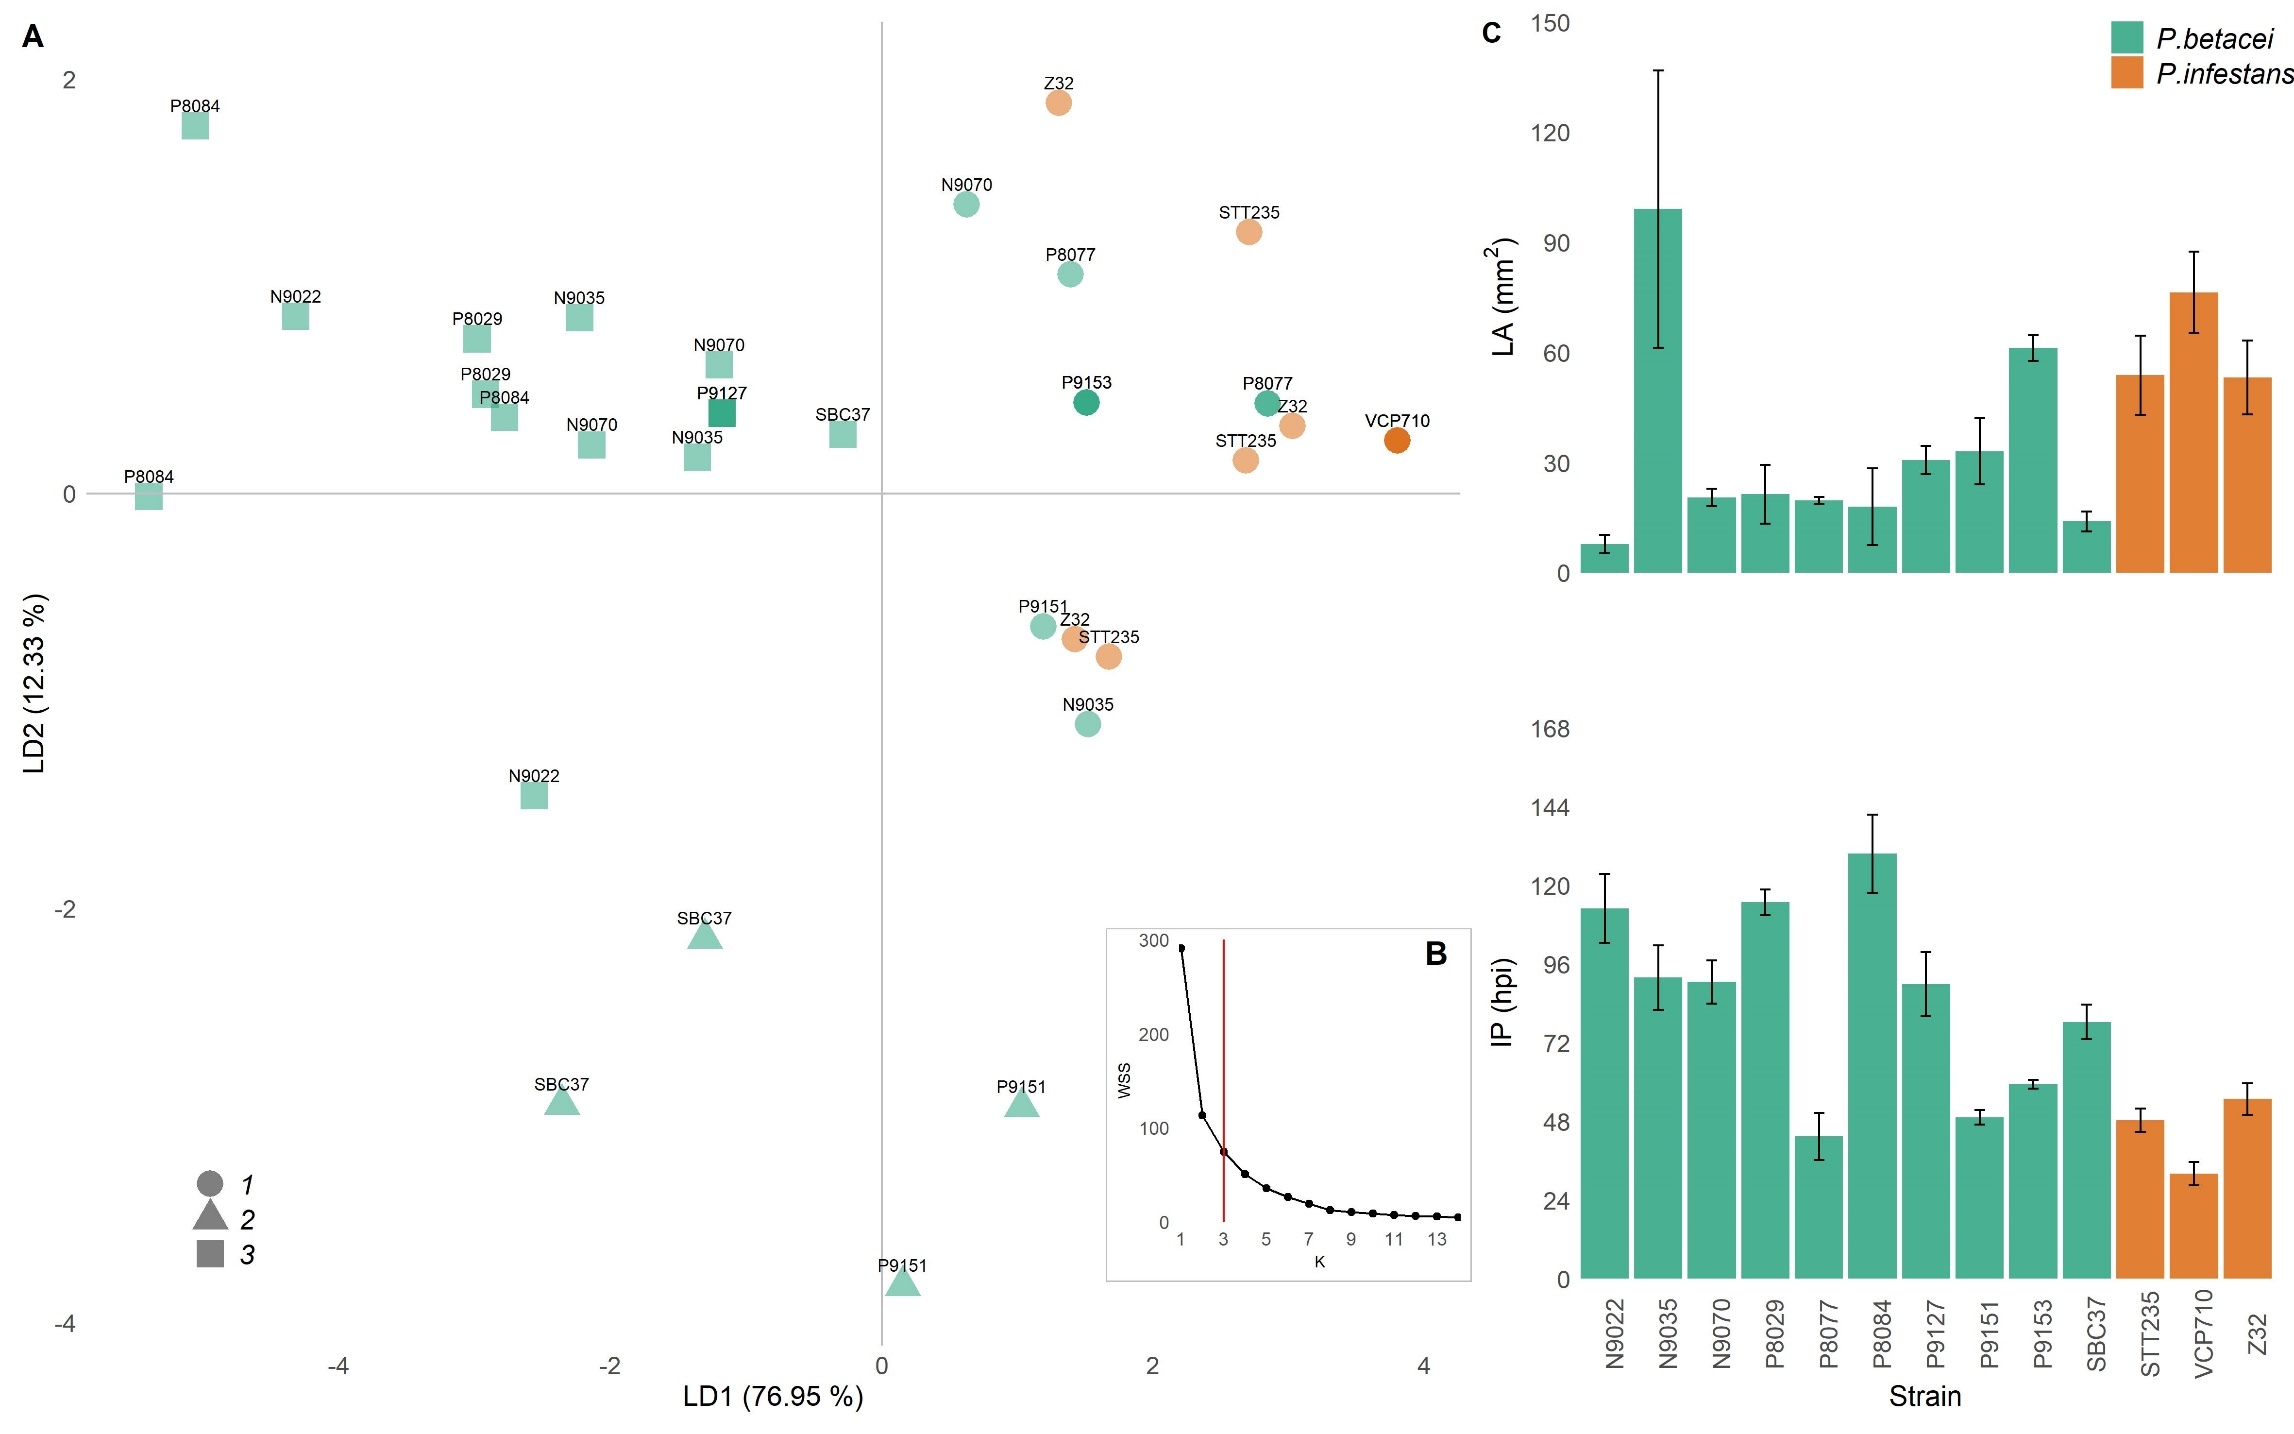 A
2
0
-2
-4
LD2 (12.33 %)
P8084
Z32
N9070
STT235
P8077
N9022
N9035
P8029
N9070
P8029
P9127
P8084
P9153
P8077
Z32
SBC37
VCP710
N9070
N9035
STT235
P8084
P9151
Z32
STT235
N9035
N9022
SBC37
SBC37
P9151
P9151
1
2
3
-4
-2
0
2
4
LD1 (76.95 %)
B
300
200
100
0
WSS
1 3 5 7 9 11 13
K
C
P.betacei
P.infestans
150
120
90
60
30
0
LA (mm2)
168
144
120
96
72
48
24
0
IP (hpi)
N9022
N9035
N9070
P8029
P8077
P8084
P9127
P9151
P9153
SBC37
STT235
VCP710
Z32
Strain